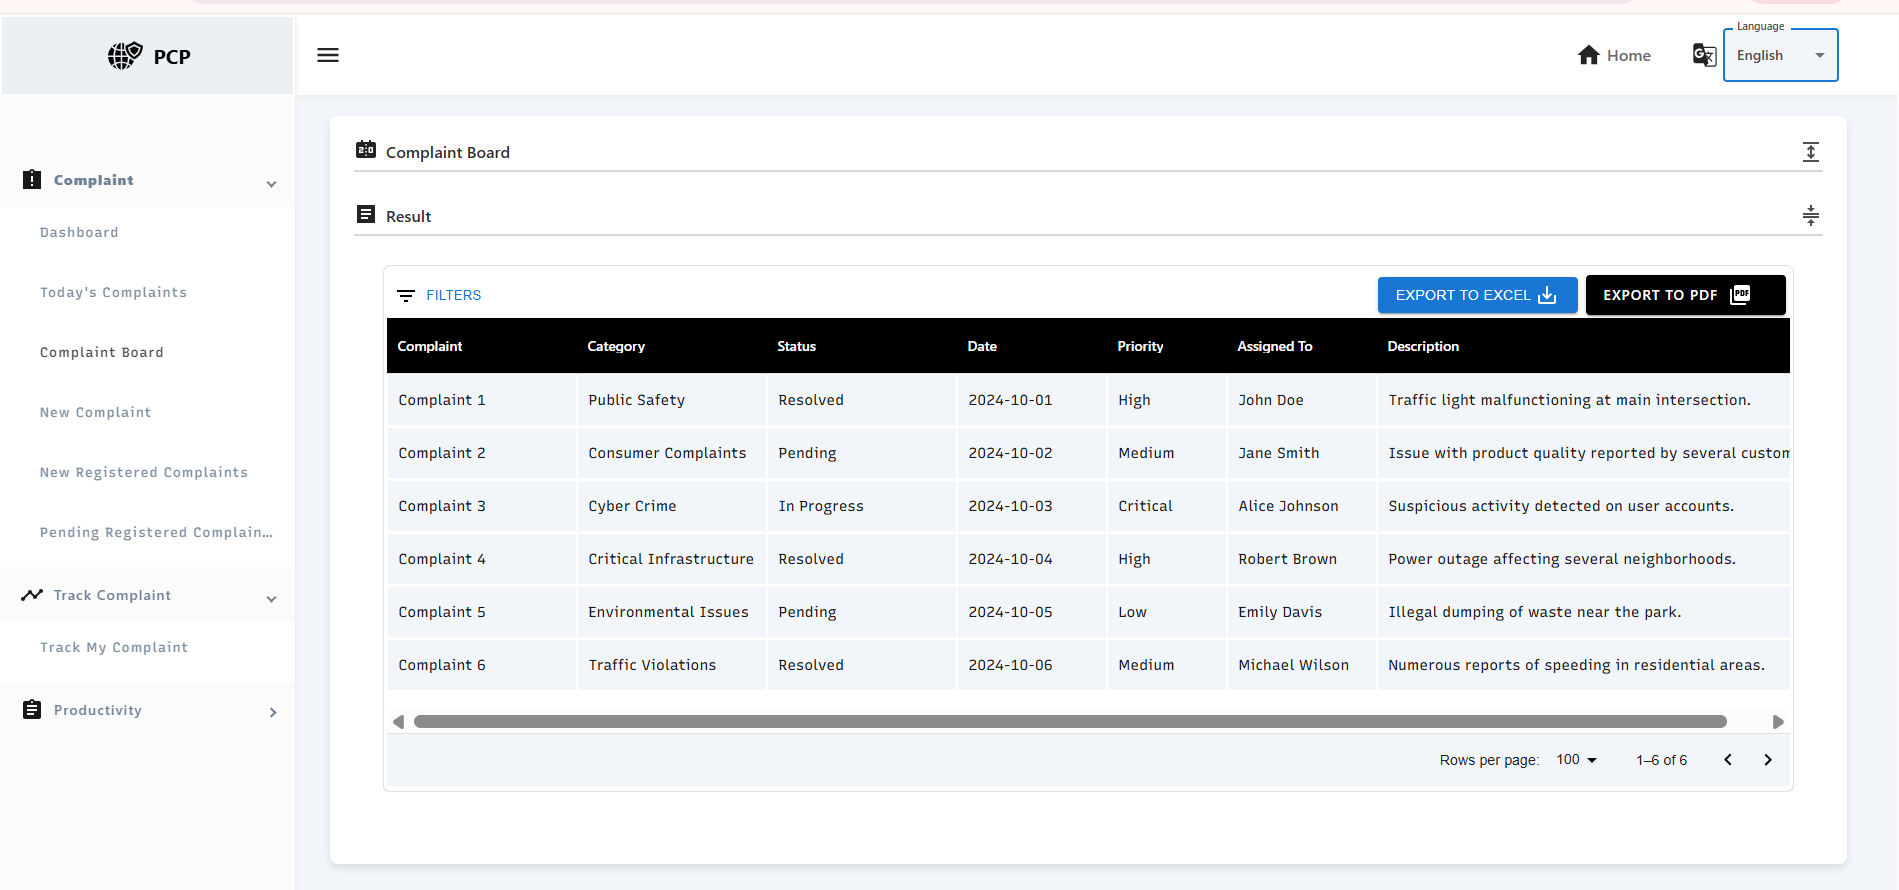 PCP
Home
Language
English
Complaint
Dashboard
Today's Complaints
Complaint Board
New Complaint
New Registered Complaints
Pending Registered Complain...
Track Complaint
Track My Complaint
Productivity
Complaint Board
Result
FILTERS
EXPORT TO EXCEL
EXPORT TO PDF
Complaint Category Status Date Priority Assigned To Description
Complaint 1 Public Safety Resolved 2024-10-01 High John Doe Traffic light malfunctioning at main intersection.
Complaint 2 Consumer Complaints Pending 2024-10-02 Medium Jane Smith Issue with product quality reported by several custom
Complaint 3 Cyber Crime In Progress 2024-10-03 Critical Alice Johnson Suspicious activity detected on user accounts.
Complaint 4 Critical Infrastructure Resolved 2024-10-04 High Robert Brown Power outage affecting several neighborhoods.
Complaint 5 Environmental Issues Pending 2024-10-05 Low Emily Davis Illegal dumping of waste near the park.
Complaint 6 Traffic Violations Resolved 2024-10-06 Medium Michael Wilson Numerous reports of speeding in residential areas.
Rows per page: 100 1–6 of 6